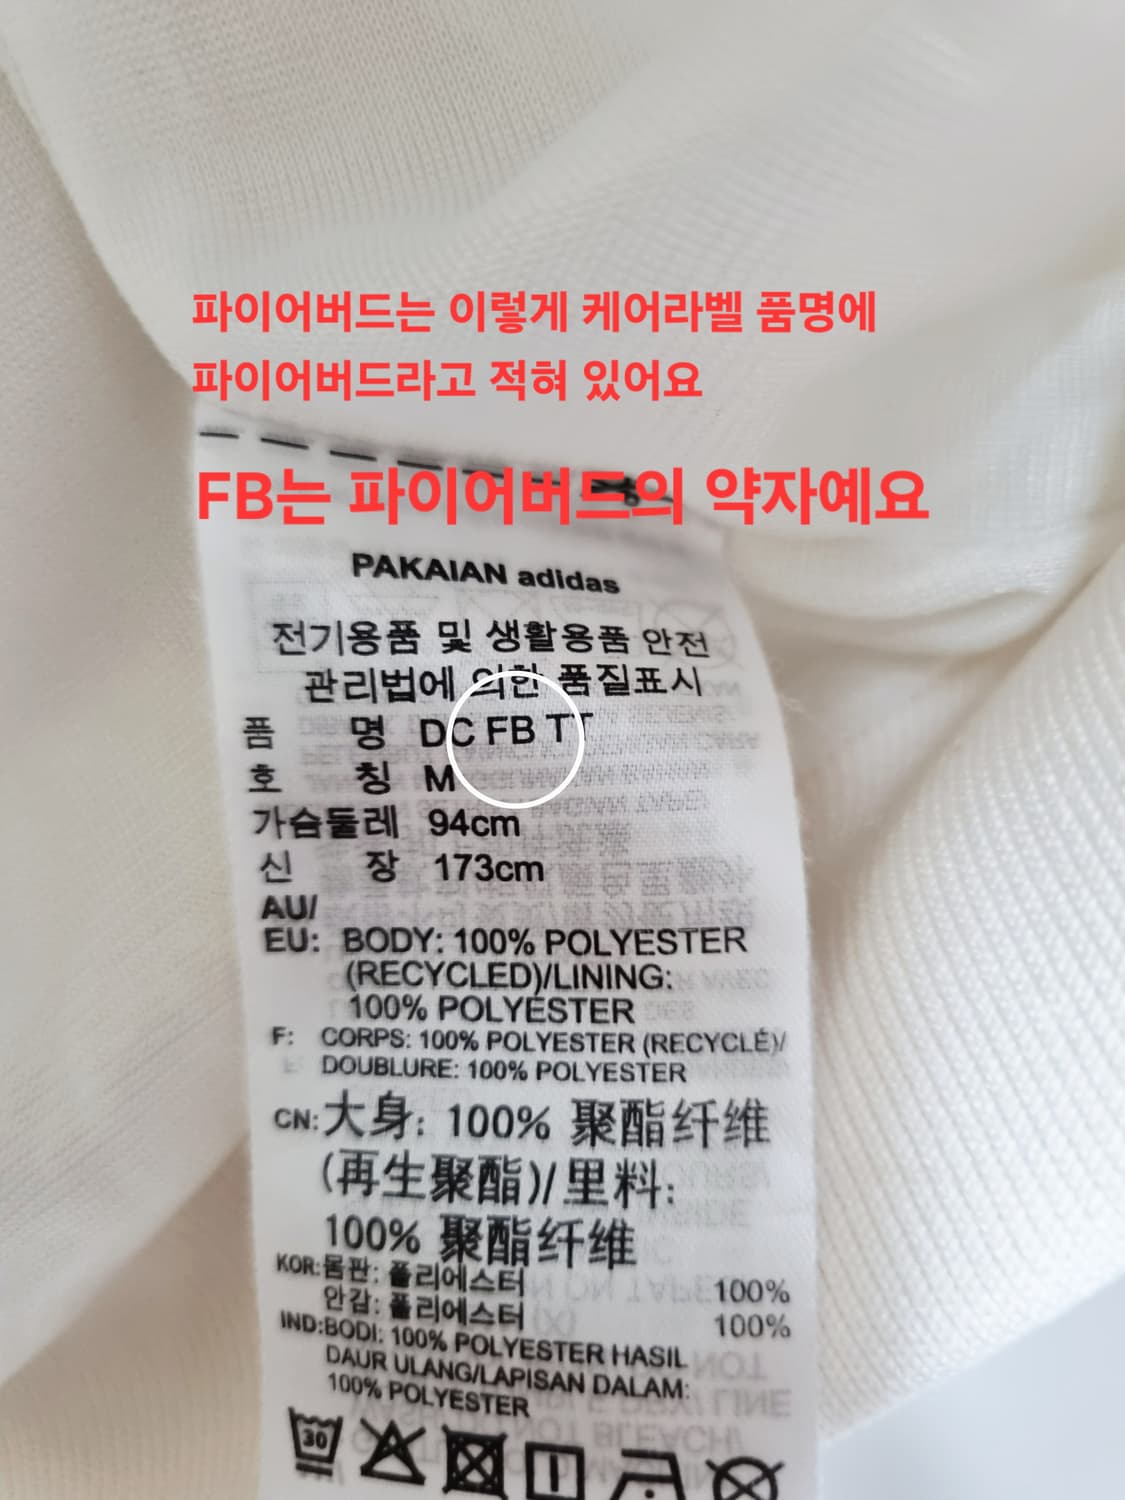 파이어버드는 이렇게 케어라벨 품명에
파이어버드라고 적혀 있어요
FB는 파이어버드의 약자예요
PAKAIAN adidas
전기용품 및 생활용품 안전
관리법에 의한 품질표시
품 명 DC FB TT
호 칭 M
가슴둘레 94cm
신 장 173cm
AU/
EU: BODY: 100% POLYESTER
(RECYCLED)/LINING:
100% POLYESTER
F: CORPS: 100% POLYESTER (RECYCLÉ)/
DOUBLURE: 100% POLYESTER
CN:大身: 100% 聚酯纤维
(再生聚酯)/里料:
100% 聚酯纤维
KOR:몸판: 폴리에스터 100%
안감: 폴리에스터 100%
IND:BODI: 100% POLYESTER HASIL
DAUR ULANG/LAPISAN DALAM:
100% POLYESTER
30